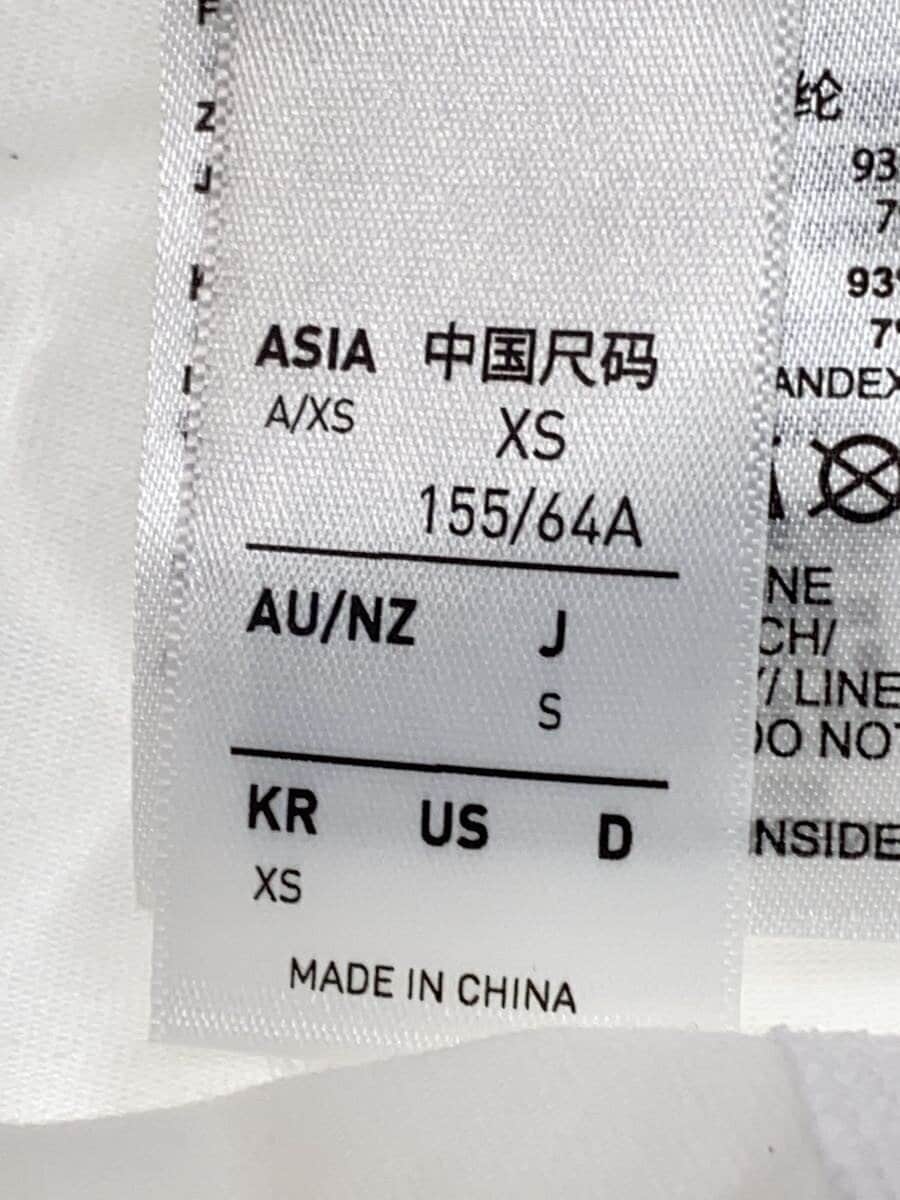 F
Z
J
ASIA 中国尺码
A/XS XS
155/64A
AU/NZ J
S
KR US D
XS
MADE IN CHINA
纶
93
7
93%
7%
ANDEX
NE
CH/
/ LINE
DO NOT
NSIDE